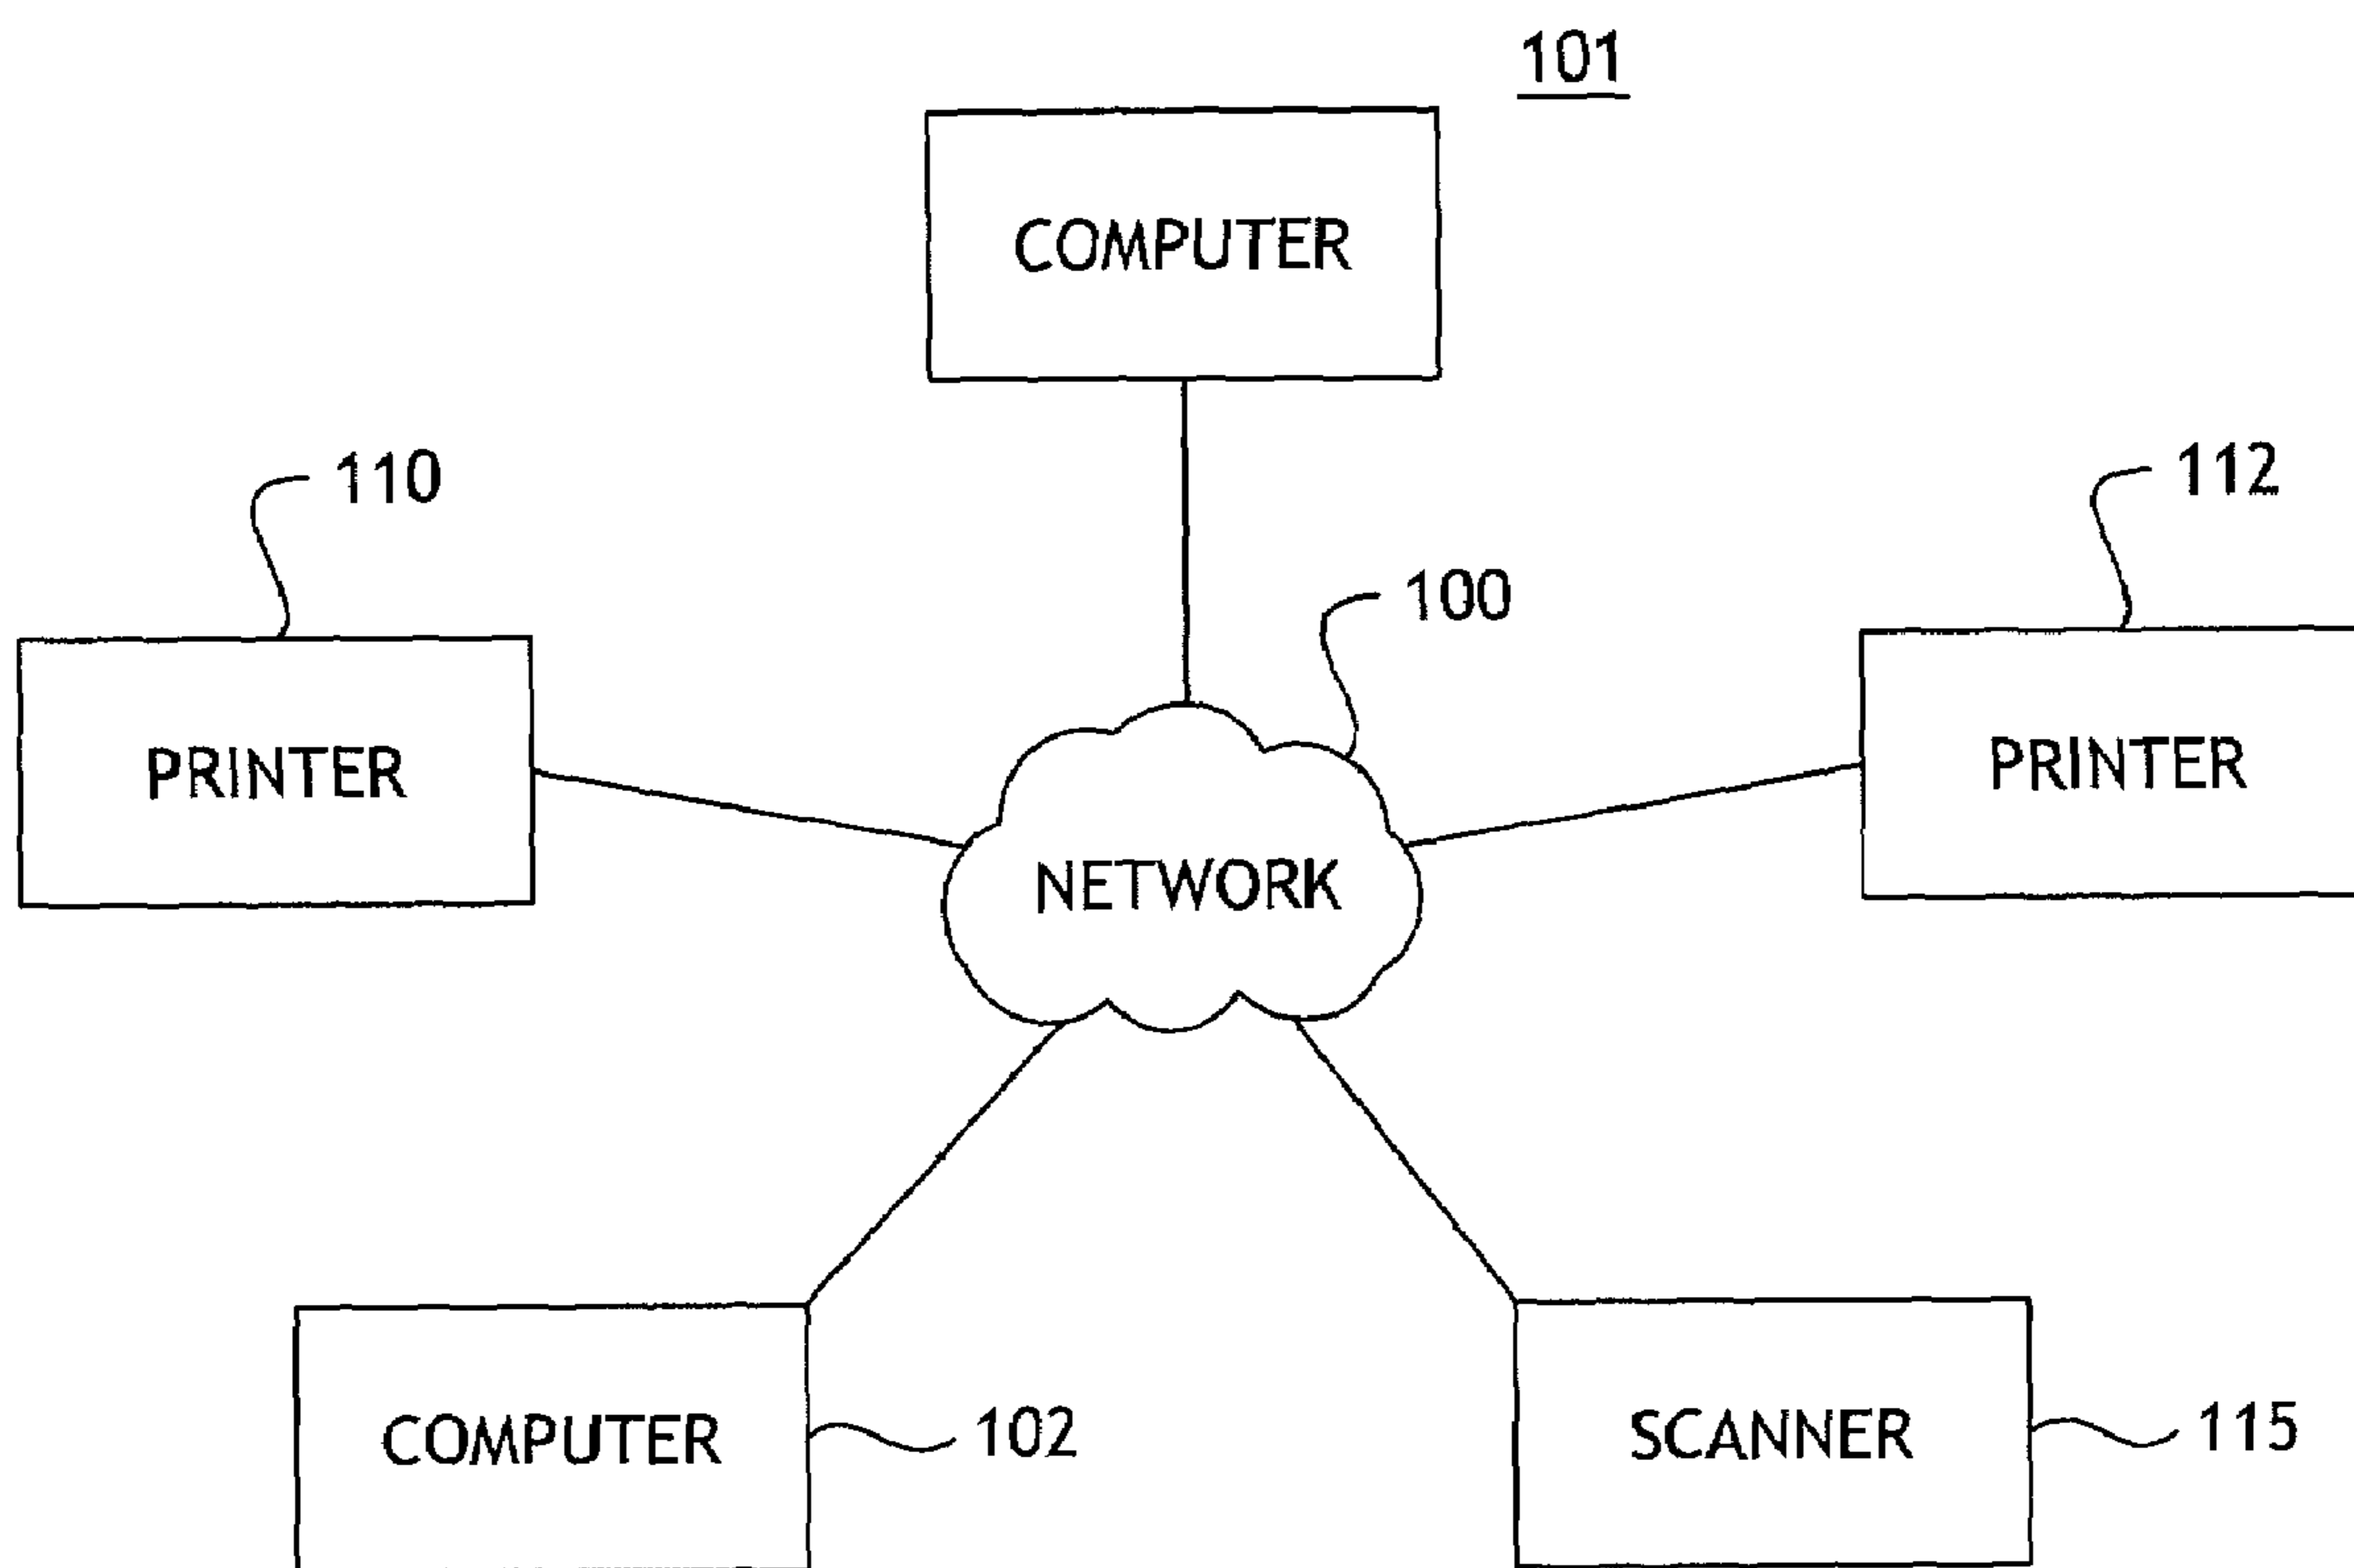 101
COMPUTER
110
112
100
PRINTER
PRINTER
NETWORK
COMPUTER
102
SCANNER
115